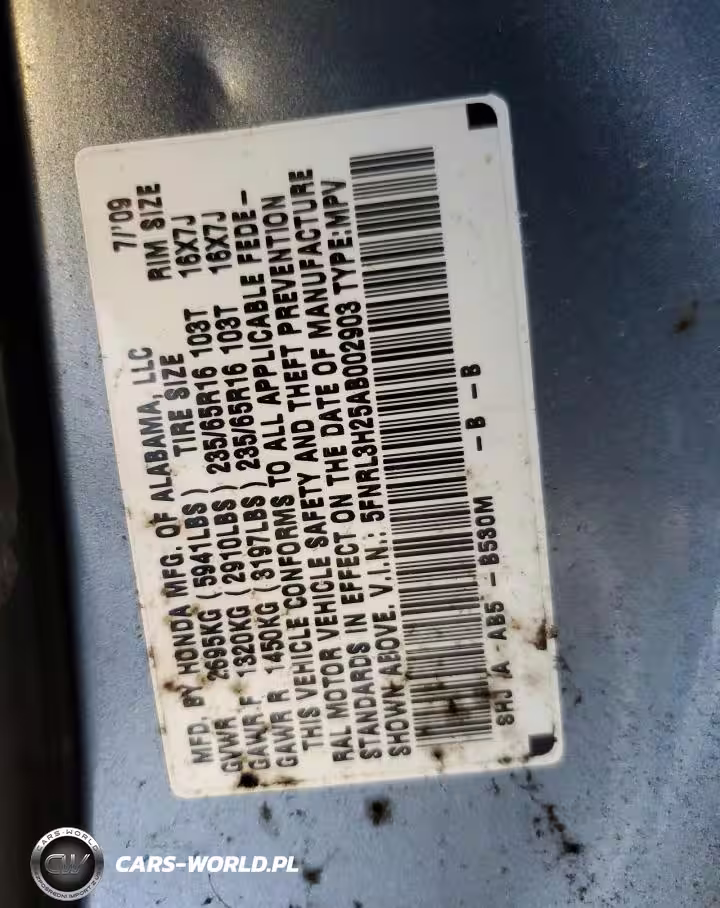 MFD. BY HONDA MFG. OF ALABAMA, LLC 7/'09
TIRE SIZE RIM SIZE
GVWR 2695KG (5941LBS) 235/65R16 103T 16X7J
GAWR F 1320KG (2910LBS) 235/65R16 103T 16X7J
GAWR R 1450KG (3197LBS)
THIS VEHICLE CONFORMS TO ALL APPLICABLE FEDE-
RAL MOTOR VEHICLE SAFETY AND THEFT PREVENTION
STANDARDS IN EFFECT ON THE DATE OF MANUFACTURE
SHOWN ABOVE. V.I.N.: 5FNRL3H25AB002903 TYPE:MPV
SHJ A - AB5 - B530M - B - B
CARS-WORLD
CW
CARS-WORLD.PL